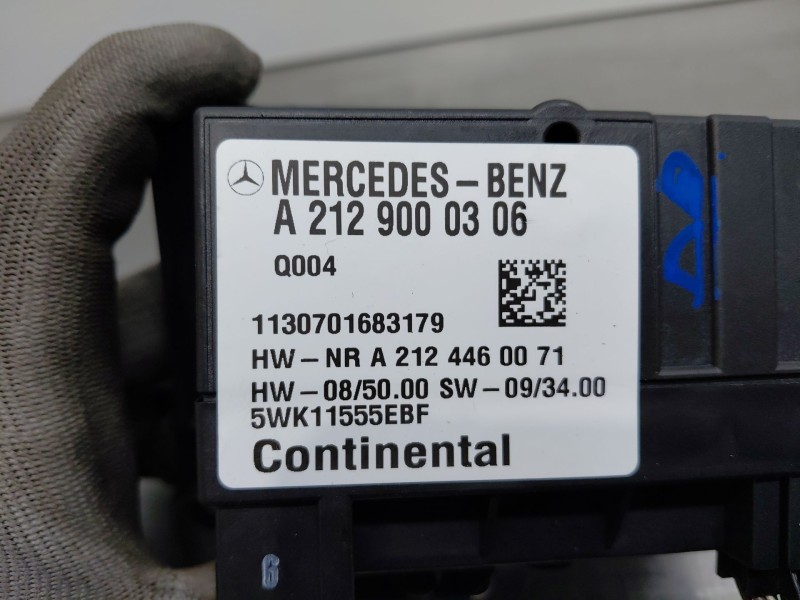 MERCEDES-BENZ
A 212 900 03 06
Q004
1130701683179
HW-NR A 212 446 00 71
HW-08/50.00 SW-09/34.00
5WK11555EBF
Continental
6